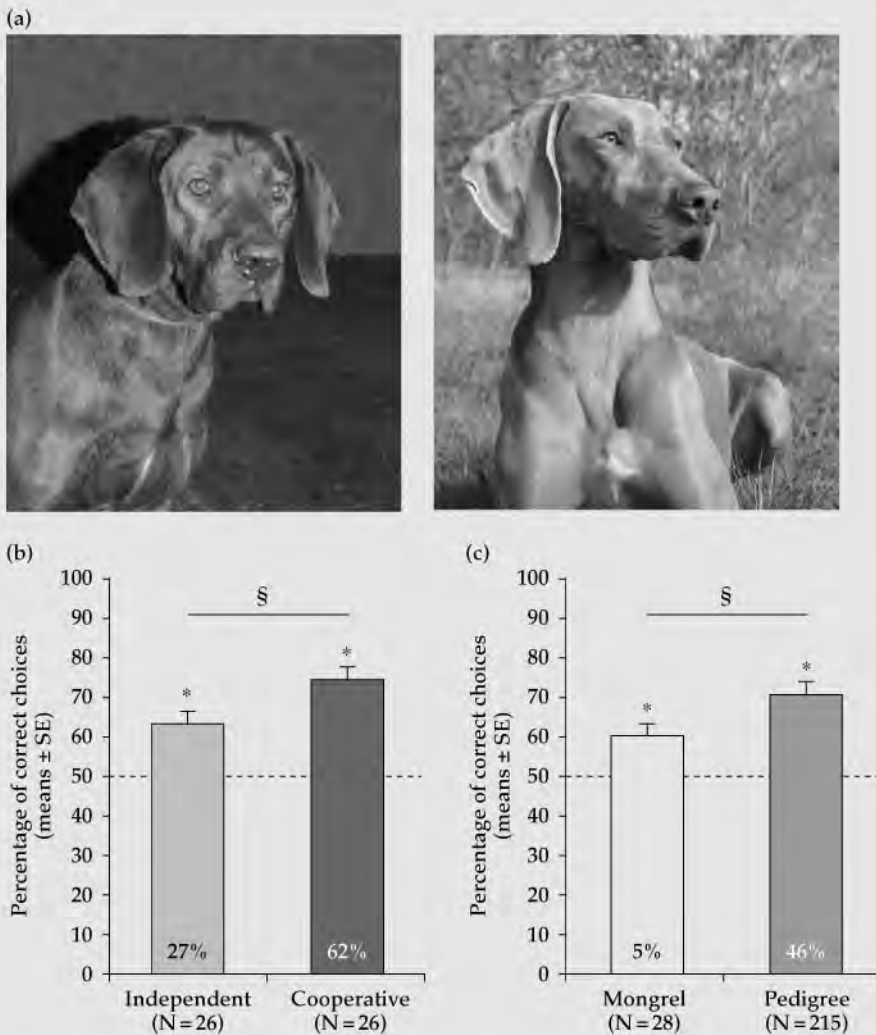 (a)
(b)
100
90
80
70
60
50
40
30
20
10
0
Percentage of correct choices
(means ± SE)
§
*
*
27%
62%
Independent
(N = 26)
Cooperative
(N = 26)
(c)
100
90
80
70
60
50
40
30
20
10
0
Percentage of correct choices
(means ± SE)
§
*
*
5%
46%
Mongrel
(N = 28)
Pedigree
(N = 215)